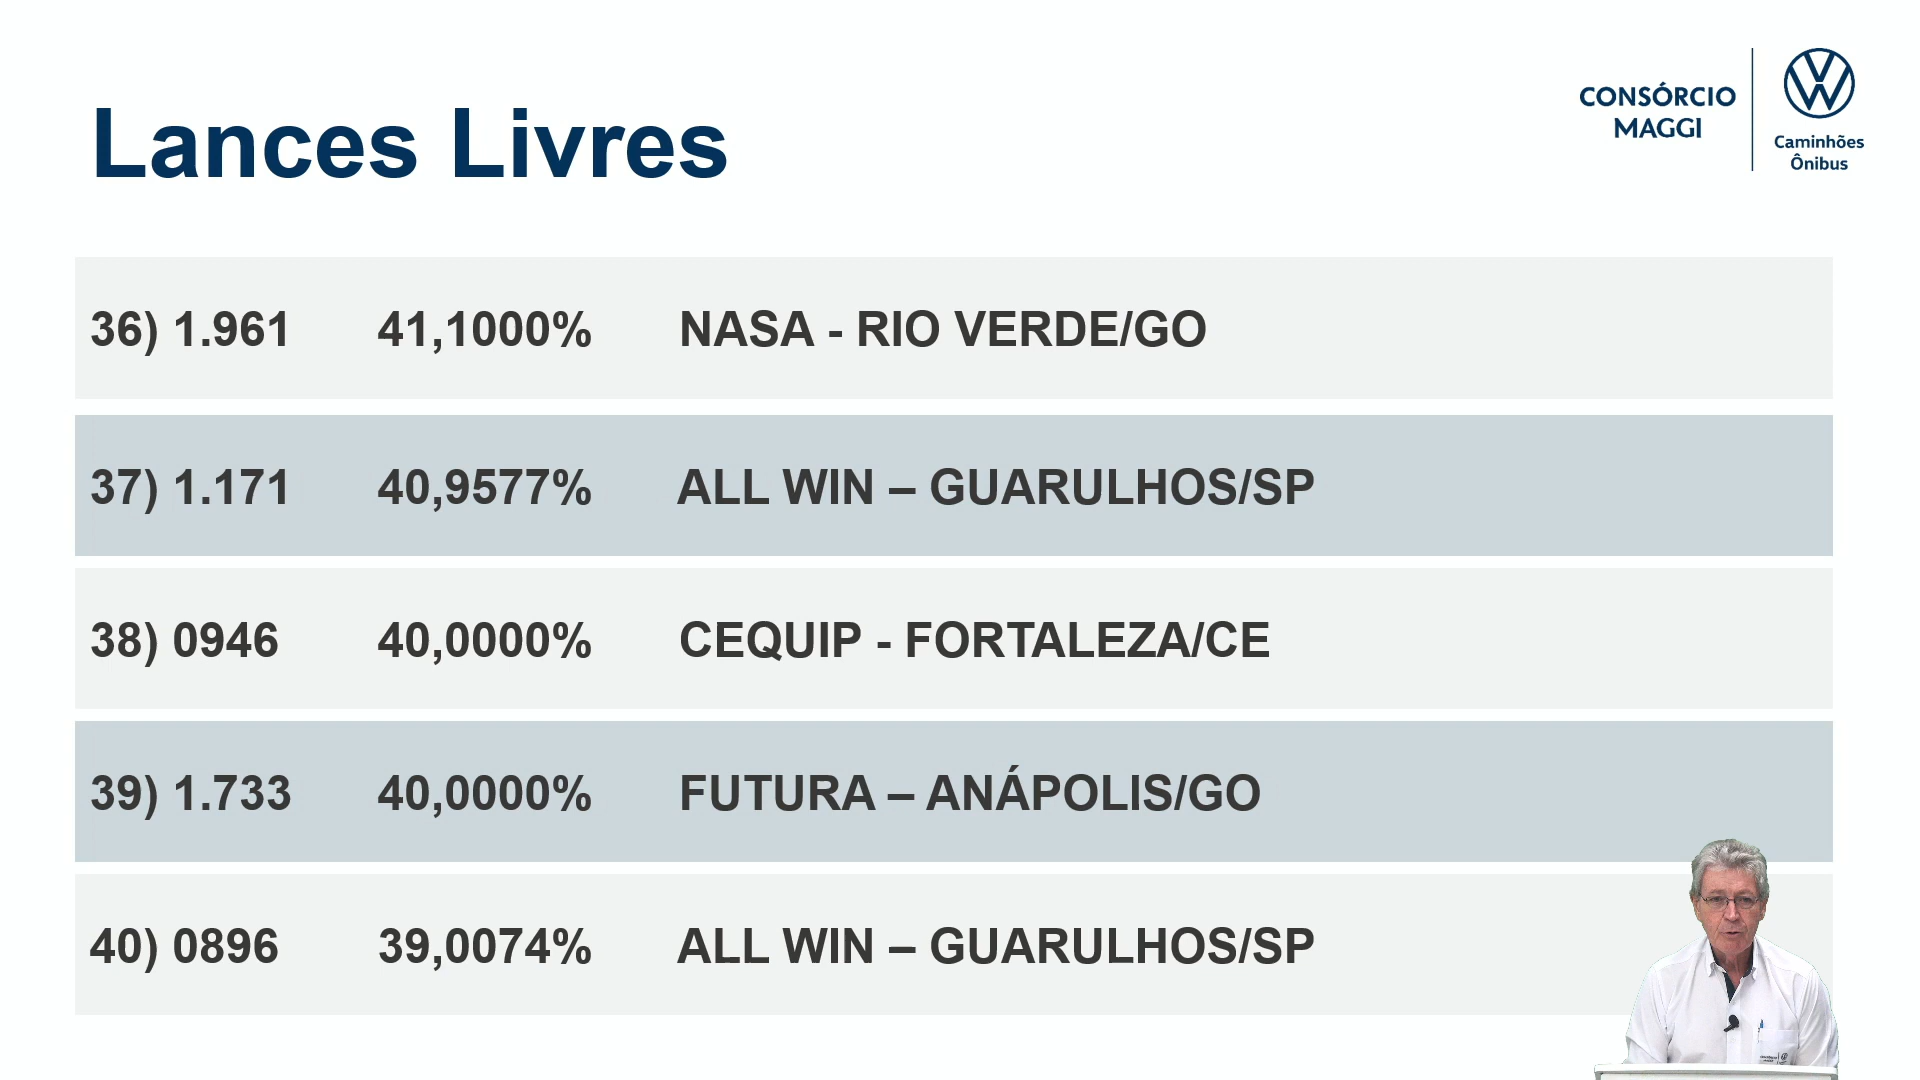 Lances Livres
CONSÓRCIO
MAGGI
Caminhões
Ônibus
36) 1.961 41,1000% NASA - RIO VERDE/GO
37) 1.171 40,9577% ALL WIN – GUARULHOS/SP
38) 0946 40,0000% CEQUIP - FORTALEZA/CE
39) 1.733 40,0000% FUTURA – ANÁPOLIS/GO
40) 0896 39,0074% ALL WIN – GUARULHOS/SP